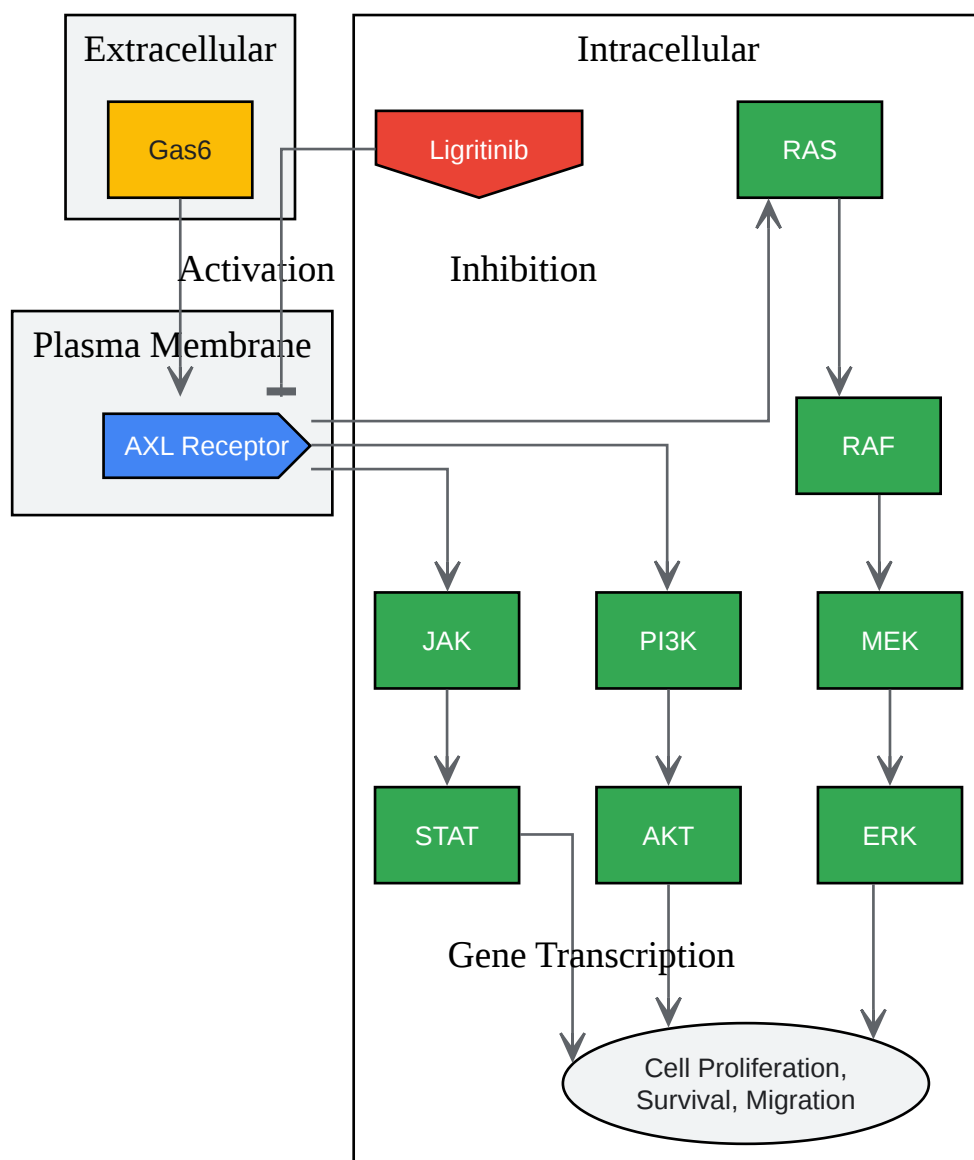 Extracellular
Intracellular
Gas6
Ligritinib
RAS
Activation
Inhibition
Plasma Membrane
AXL Receptor
RAF
JAK
PI3K
MEK
STAT
AKT
ERK
Gene Transcription
Cell Proliferation,
Survival, Migration